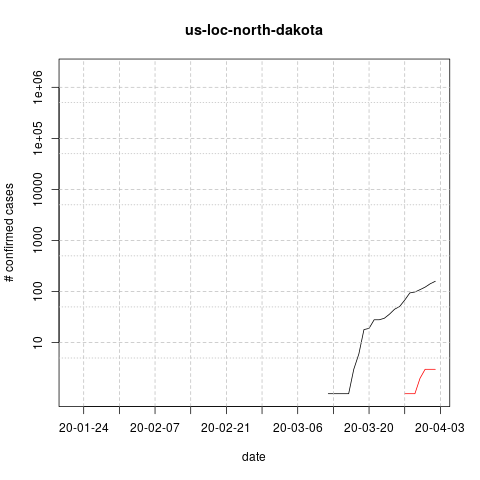 us-loc-north-dakota
# confirmed cases
1e+06
1e+05
10000
1000
100
10
20-01-24 20-02-07 20-02-21 20-03-06 20-03-20 20-04-03
date